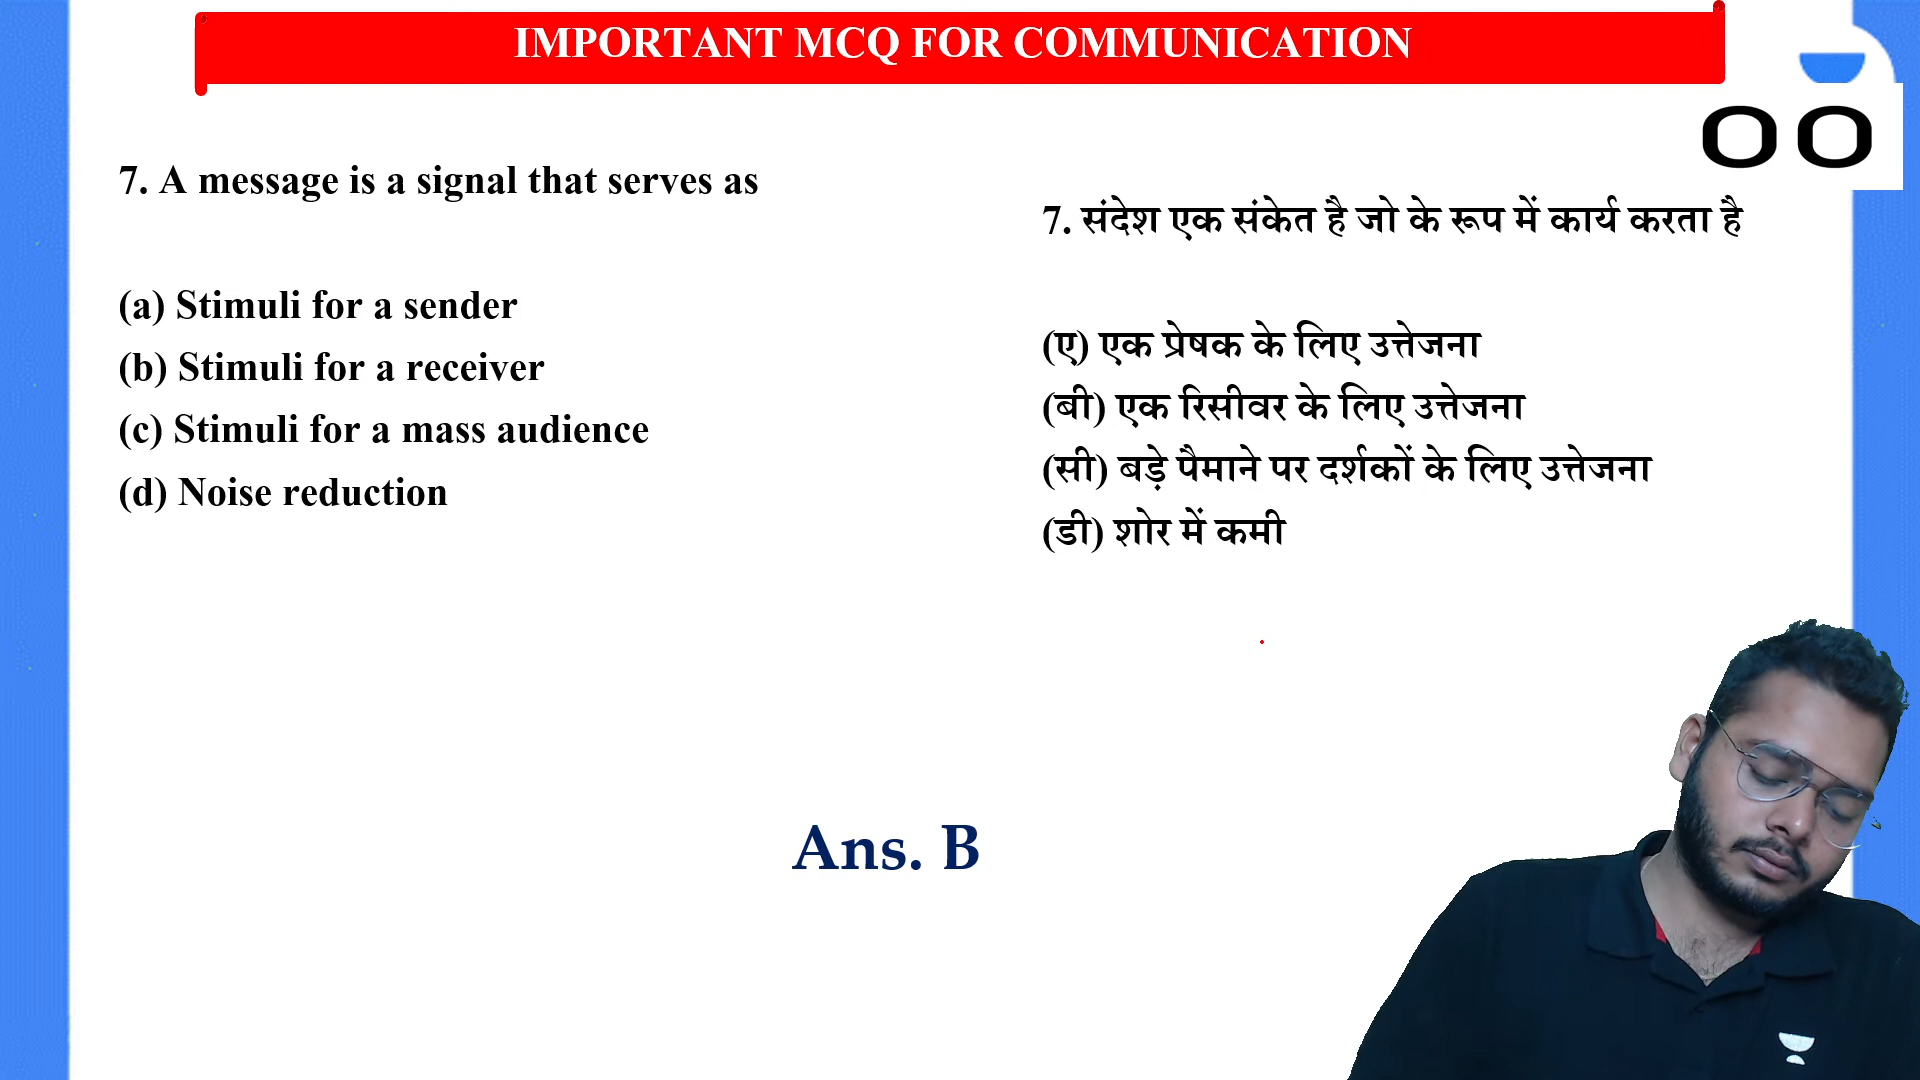 IMPORTANT MCQ FOR COMMUNICATION
7. A message is a signal that serves as
(a) Stimuli for a sender
(b) Stimuli for a receiver
(c) Stimuli for a mass audience
(d) Noise reduction
7. संदेश एक संकेत है जो के रूप में कार्य करता है
(ए) एक प्रेषक के लिए उत्तेजना
(बी) एक रिसीवर के लिए उत्तेजना
(सी) बड़े पैमाने पर दर्शकों के लिए उत्तेजना
(डी) शोर में कमी
Ans. B